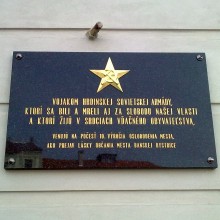 VOJAKOM HRDINSKEJ SOVIETSKEJ ARMÁDY,
KTORÍ SA BILI A MRELI AJ ZA SLOBODU NAŠEJ VLASTI
A KTORÍ ŽIJÚ V SRDCIACH VĎAČNÉHO OBYVATEĽSTVA,
VENUJÚ NA POČESŤ 10. VÝROČIA OSLOBODENIA MESTA,
AKO PREJAV LÁSKY OBČANIA MESTA BANSKEJ BYSTRICE